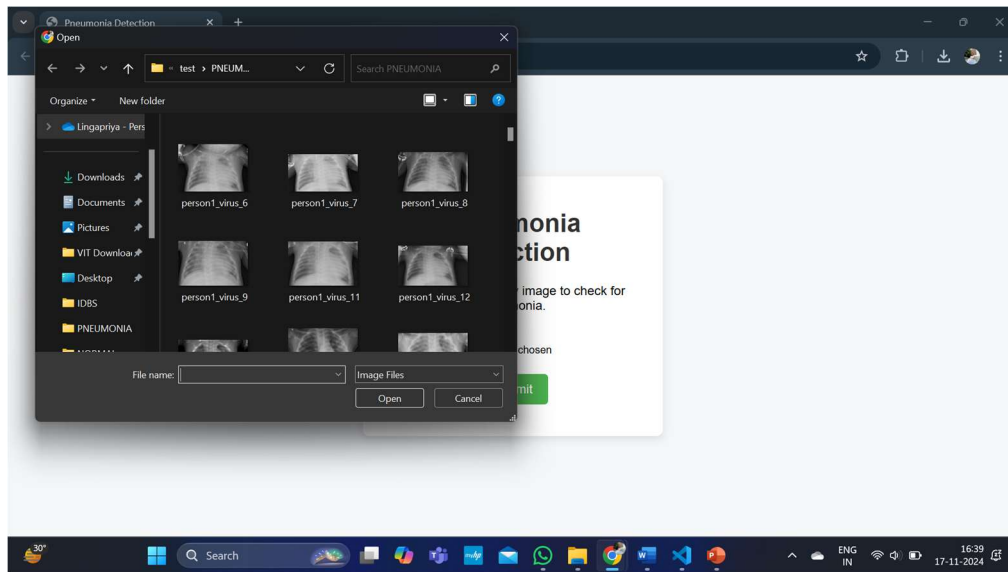 Pneumonia Detection
Open
test › PNEUM...
Search PNEUMONIA
Organize
New folder
Lingapriya - Pers
Downloads
Documents
Pictures
VIT Downloa
Desktop
IDBS
PNEUMONIA
person1_virus_6
person1_virus_7
person1_virus_8
person1_virus_9
person1_virus_11
person1_virus_12
File name:
Image Files
Open
Cancel
monia
ction
image to check for
onia.
chosen
mit
30°
Search
ENG
IN
16:39
17-11-2024